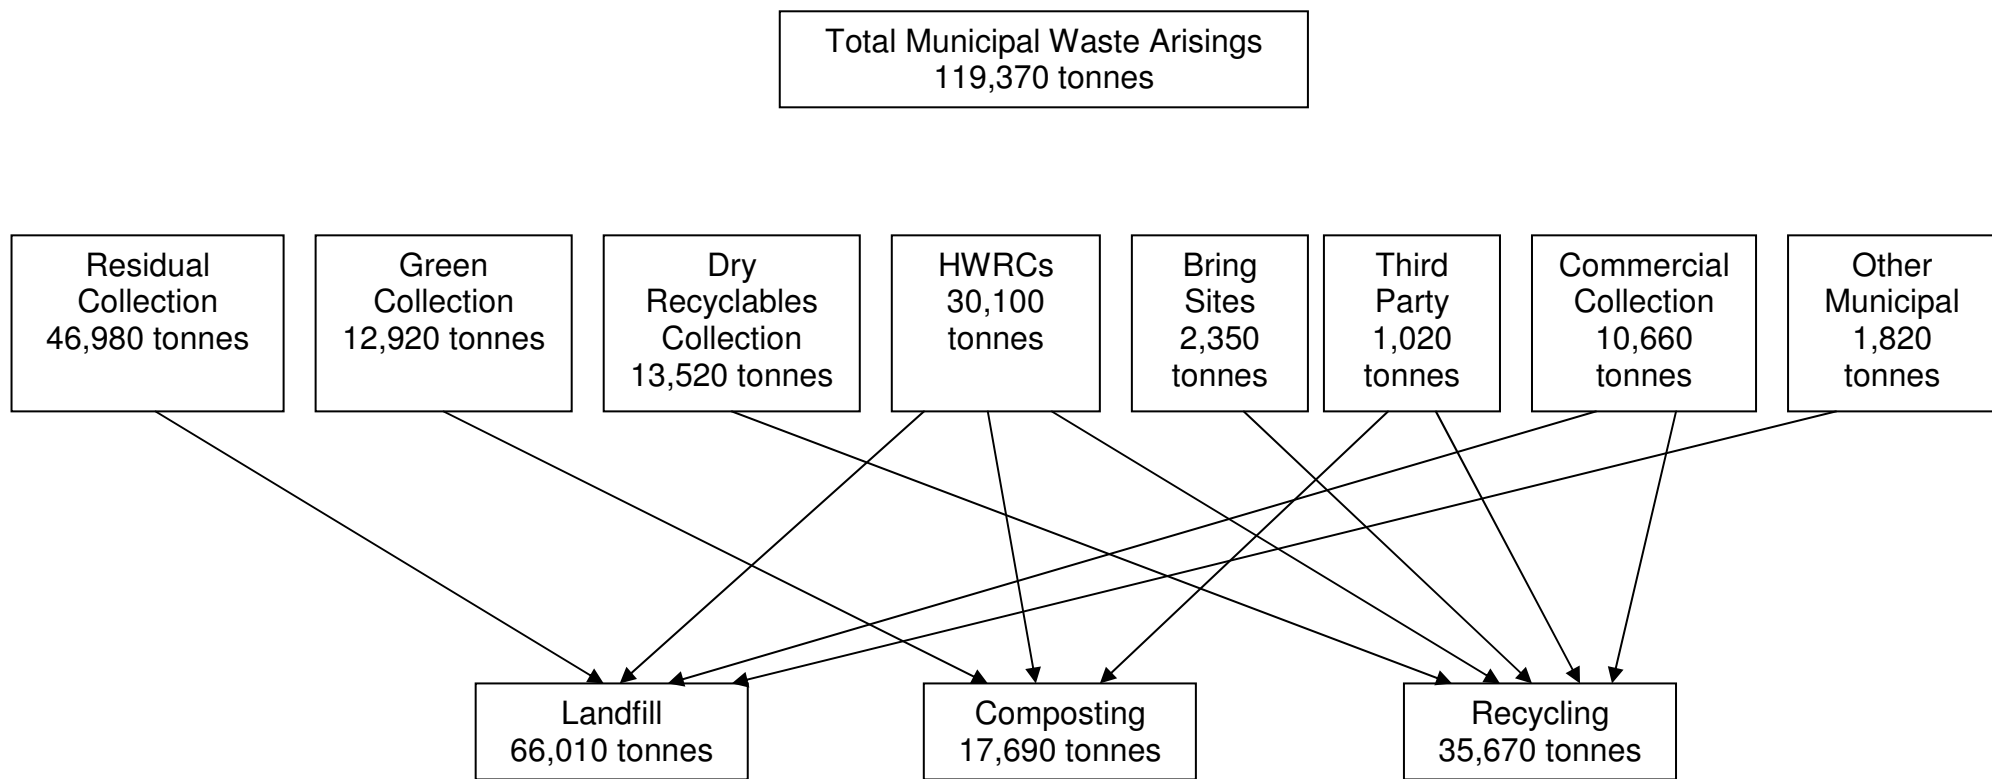 Total Municipal Waste Arisings
119,370 tonnes
Residual
Collection
46,980 tonnes
Green
Collection
12,920 tonnes
Dry
Recyclables
Collection
13,520 tonnes
HWRCs
30,100
tonnes
Bring
Sites
2,350
tonnes
Third
Party
1,020
tonnes
Commercial
Collection
10,660
tonnes
Other
Municipal
1,820
tonnes
Landfill
66,010 tonnes
Composting
17,690 tonnes
Recycling
35,670 tonnes